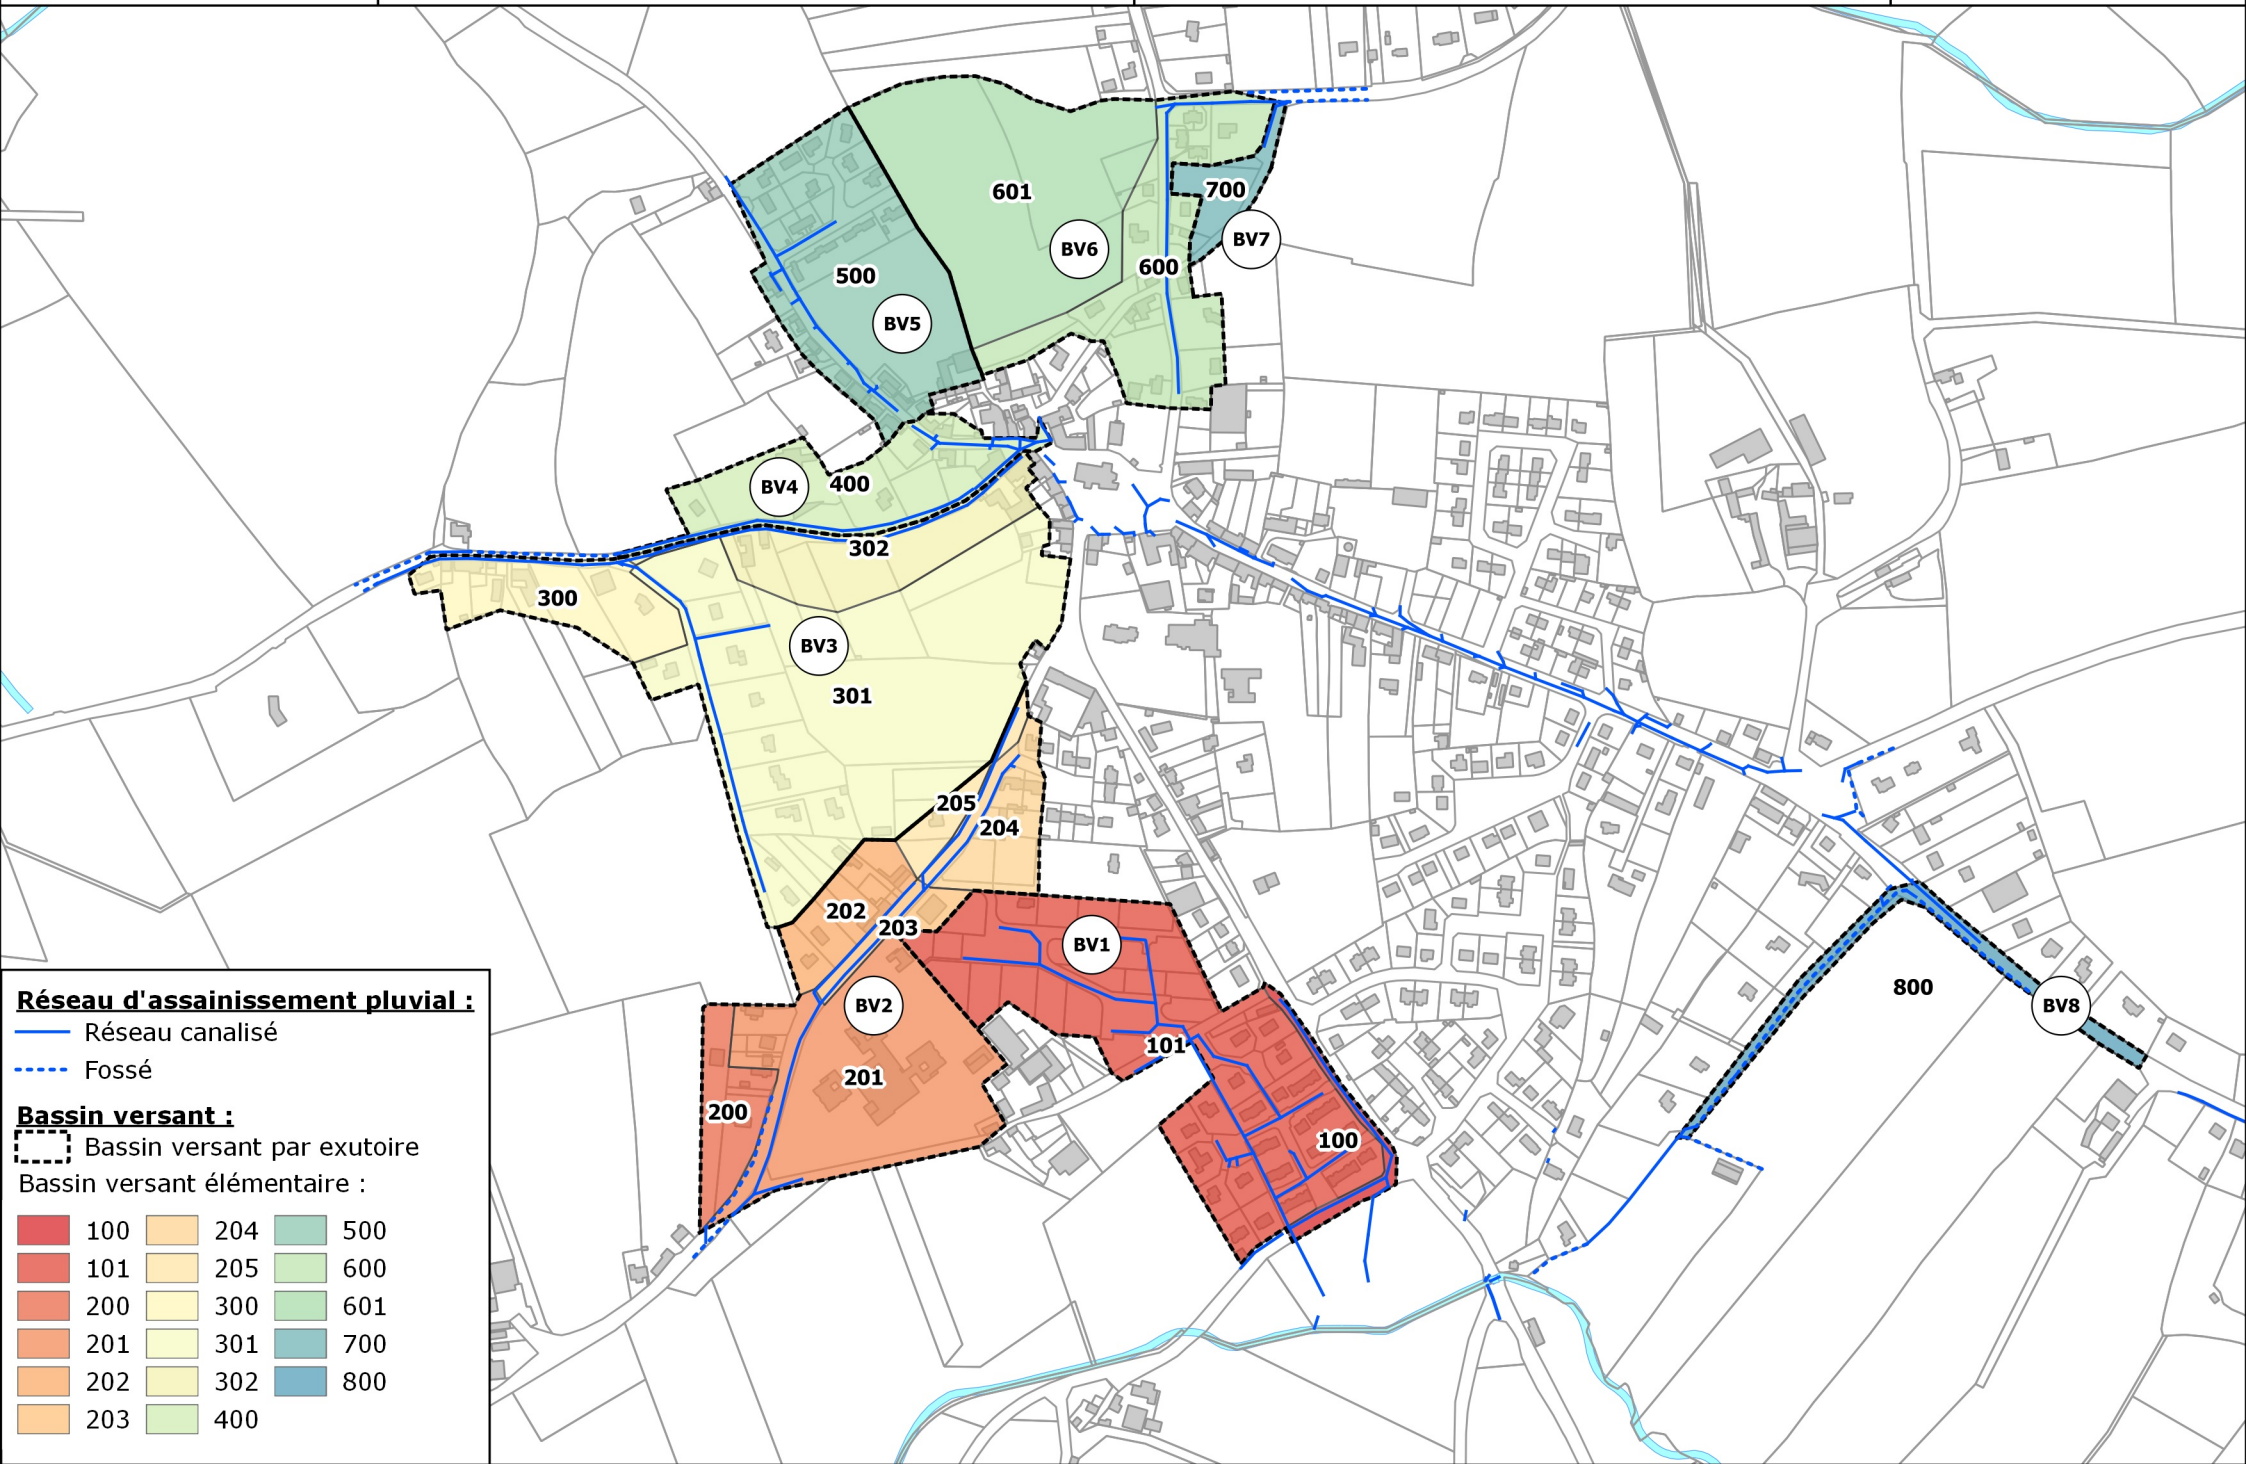 601
700
BV6
BV7
600
500
BV5
BV4
400
302
300
BV3
301
205
204
202
203
BV1
BV2
800
BV8
101
201
200
100
Réseau d'assainissement pluvial :
Réseau canalisé
Fossé
Bassin versant :
Bassin versant par exutoire
Bassin versant élémentaire :
100 204 500
101 205 600
200 300 601
201 301 700
202 302 800
203 400